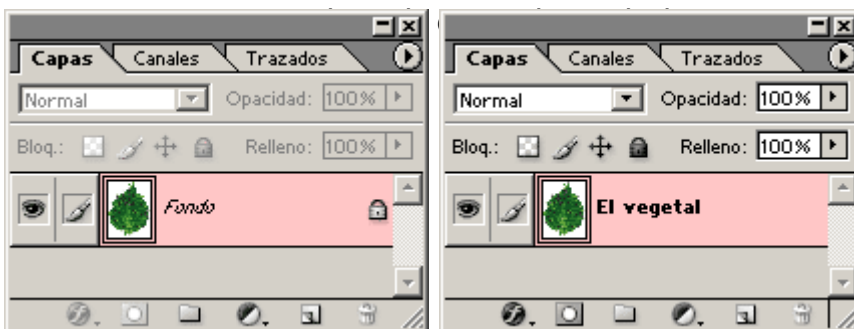 Capas Canales Trazados
Normal Opacidad: 100%
Bloq.: Relleno: 100%
Fondo
Capas Canales Trazados
Normal Opacidad: 100%
Bloq.: Relleno: 100%
El vegetal